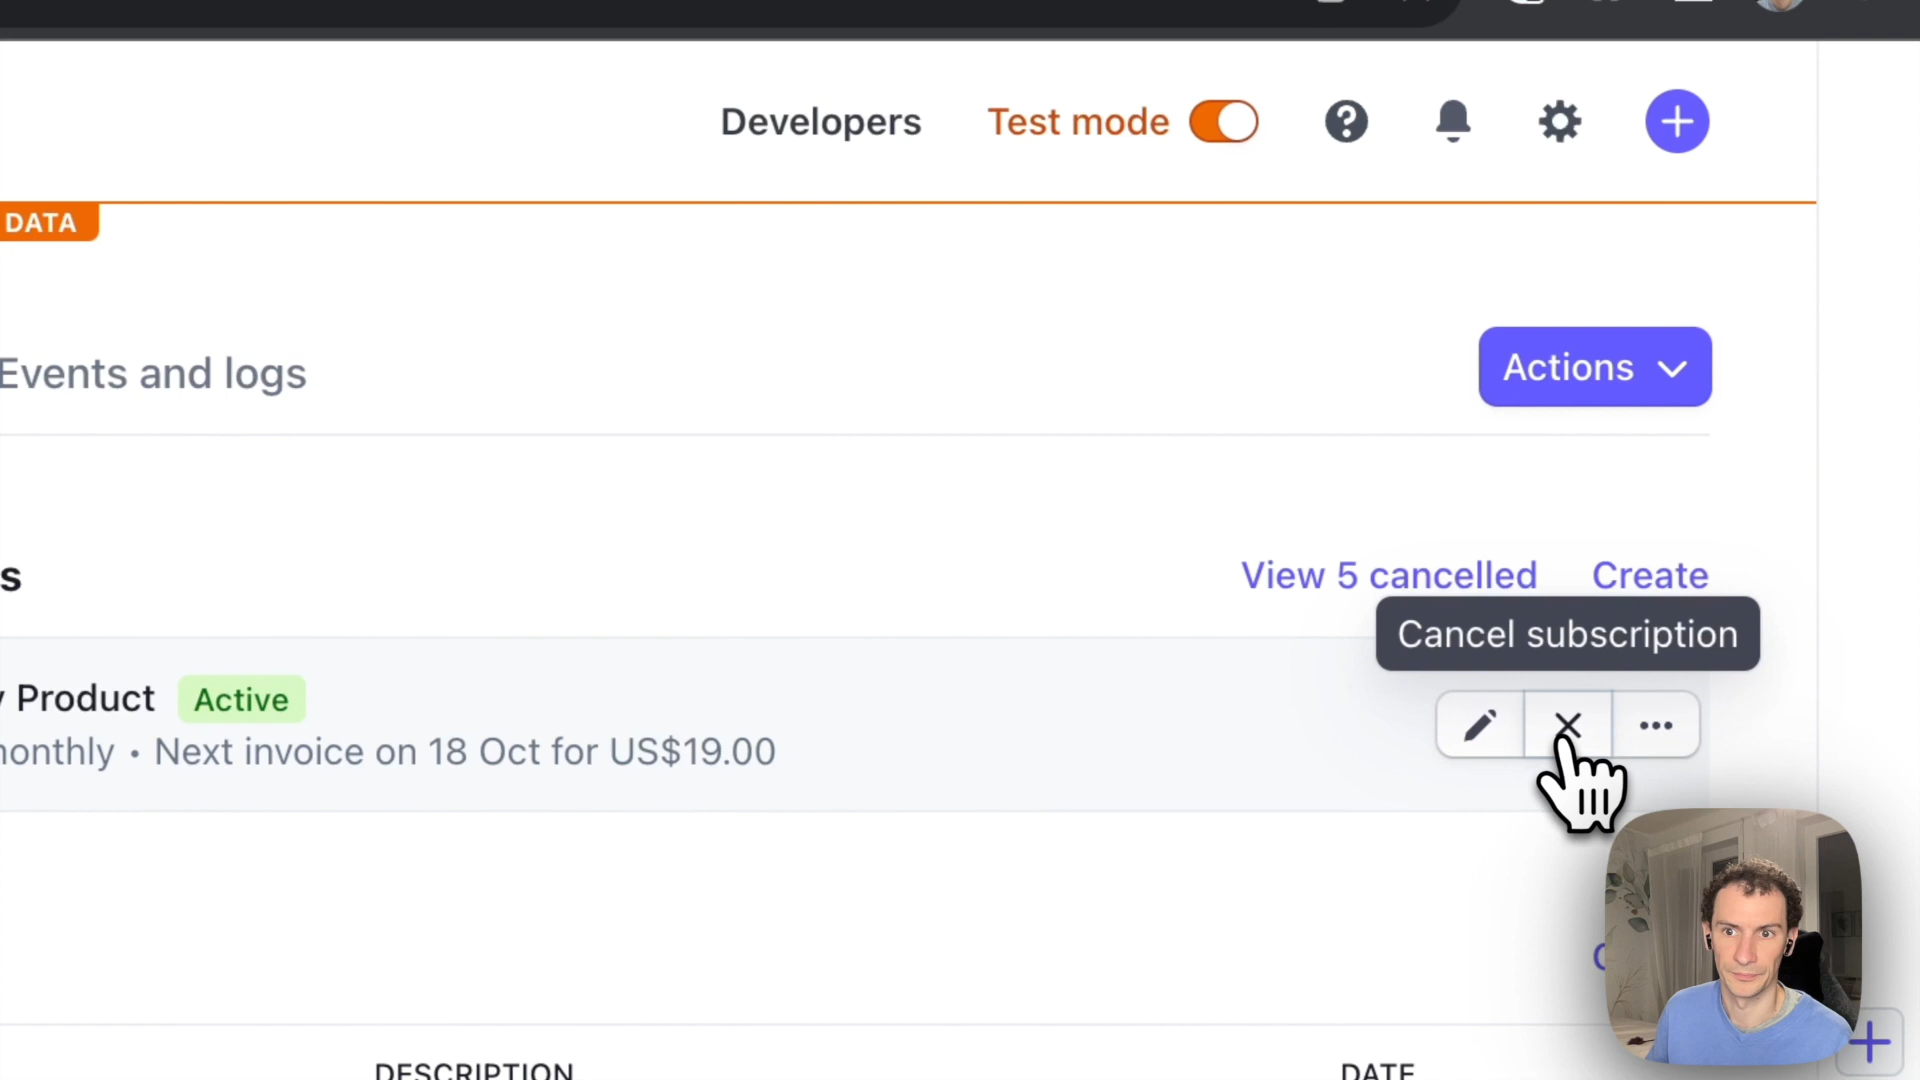 Developers Test mode
DATA
Events and logs
Actions
s
View 5 cancelled Create
Cancel subscription
y Product Active
monthly • Next invoice on 18 Oct for US$19.00
DESCRIPTION DATE